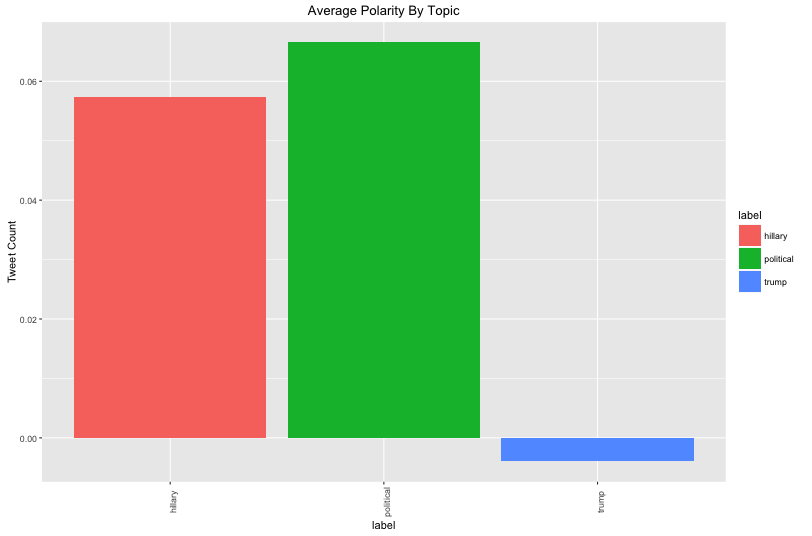 Average Polarity By Topic
Tweet Count
0.06
0.04
0.02
0.00
hillary
political
trump
label
label
hillary
political
trump